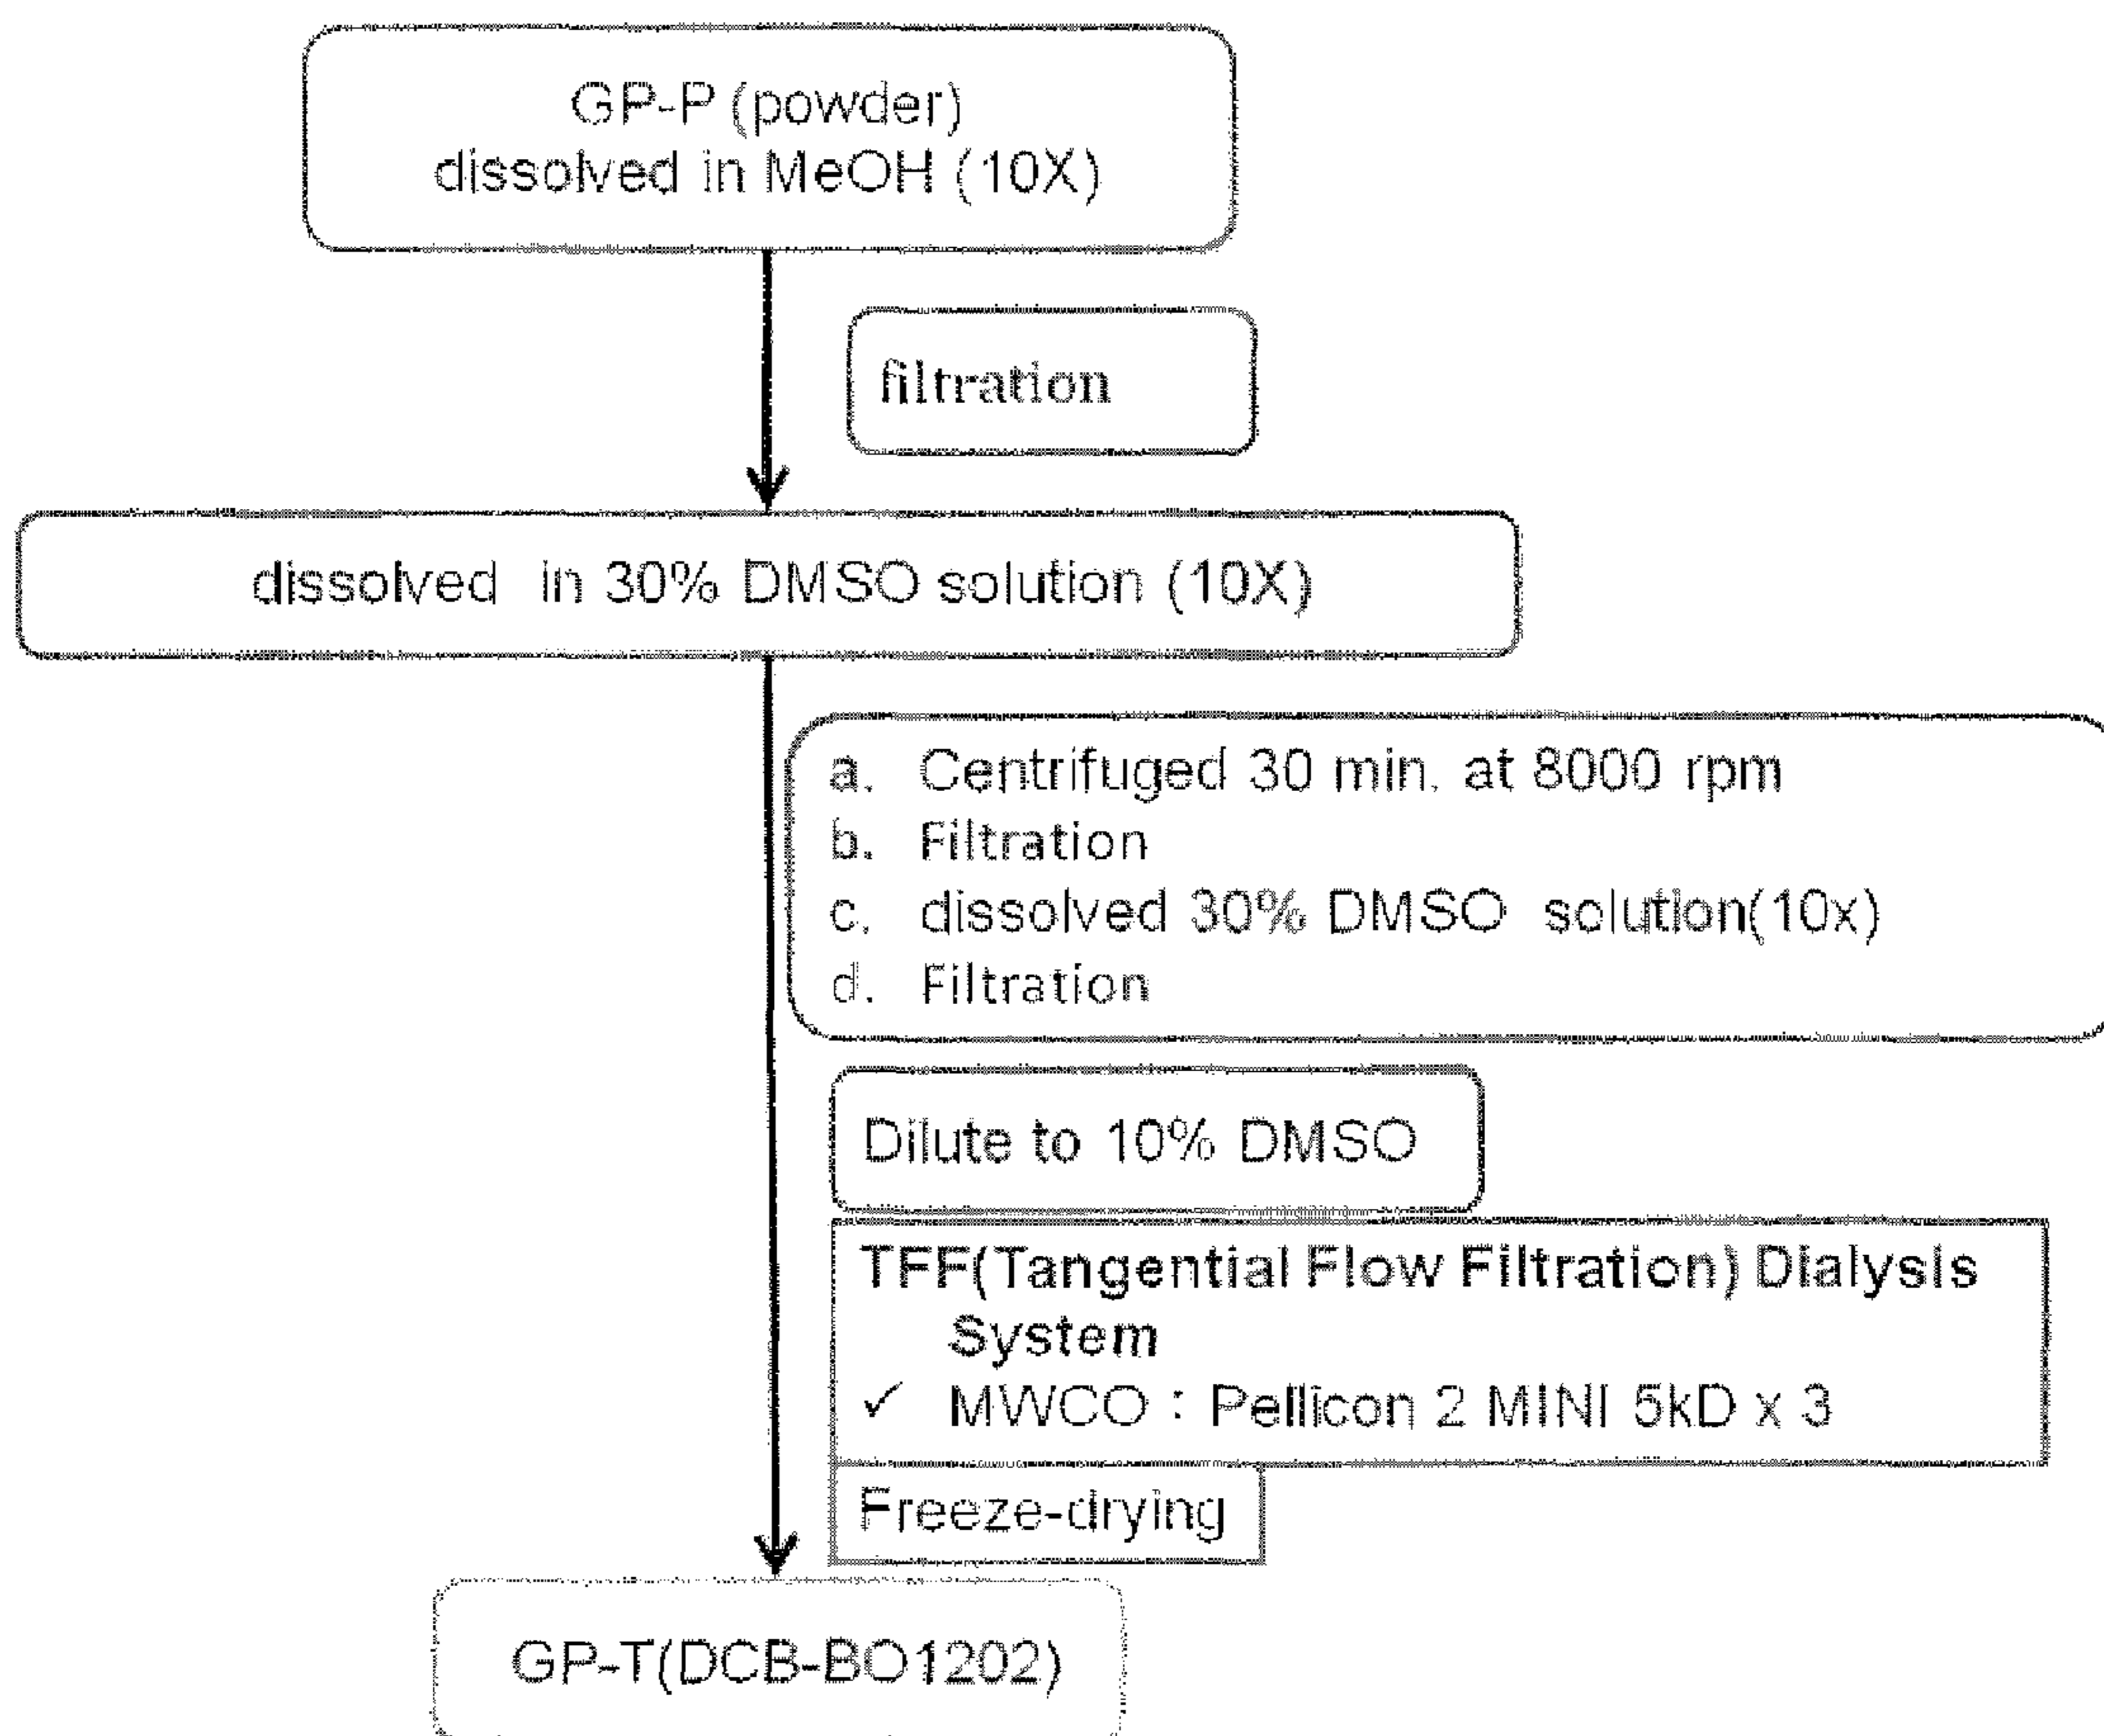 GP-P (powder)
dissolved in MeOH (10X)
filtration
dissolved in 30% DMSO solution (10X)
a. Centrifuged 30 min. at 8000 rpm
b. Filtration
c. dissolved 30% DMSO solution(10x)
d. Filtration
Dilute to 10% DMSO
TFF(Tangential Flow Filtration) Dialysis
System
✓ MWCO : Pellicon 2 MINI 5kD x 3
Freeze-drying
GP-T(DCB-BO1202)